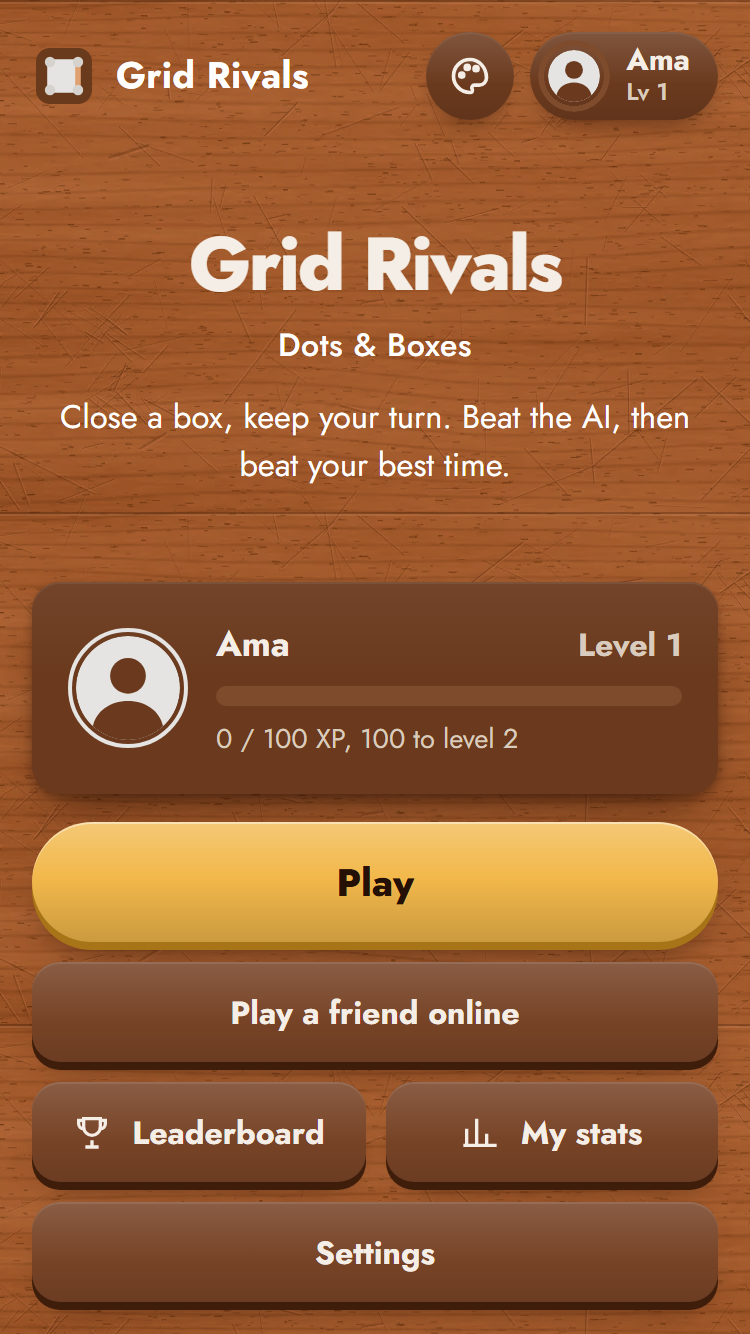 Grid Rivals
Ama
Lv 1
Grid Rivals
Dots & Boxes
Close a box, keep your turn. Beat the AI, then
beat your best time.
Ama
Level 1
0 / 100 XP, 100 to level 2
Play
Play a friend online
Leaderboard
My stats
Settings